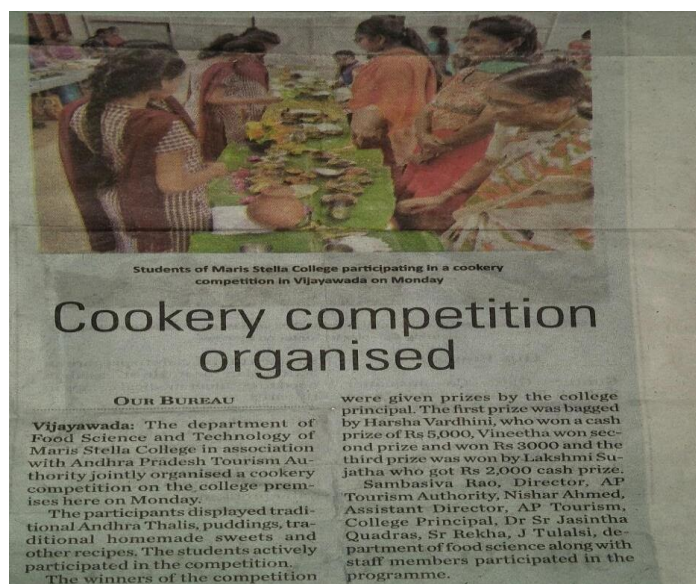 Students of Maris Stella College participating in a cookery
competition in Vijayawada on Monday
Cookery competition
organised
OUR BUREAU
Vijayawada: The department of
Food Science and Technology of
Maris Stella College in association
with Andhra Pradesh Tourism Au-
thority jointly organised a cookery
competition on the college prem-
ises here on Monday.
The participants displayed tradi-
tional Andhra Thalis, puddings, tra-
ditional homemade sweets and
other recipes. The students actively
participated in the competition.
The winners of the competition
were given prizes by the college
principal. The first prize was bagged
by Harsha Vardhini, who won a cash
prize of Rs 5,000, Vineetha won sec-
ond prize and won Rs 3000 and the
third prize was won by Lakshmi Su-
jatha who got Rs 2,000 cash prize.
Sambasiva Rao, Director, AP
Tourism Authority, Nishar Ahmed,
Assistant Director, AP Tourism,
College Principal, Dr Sr Jasintha
Quadras, Sr Rekha, J Tulalsi, de-
partment of food science along with
staff members participated in the
programme.